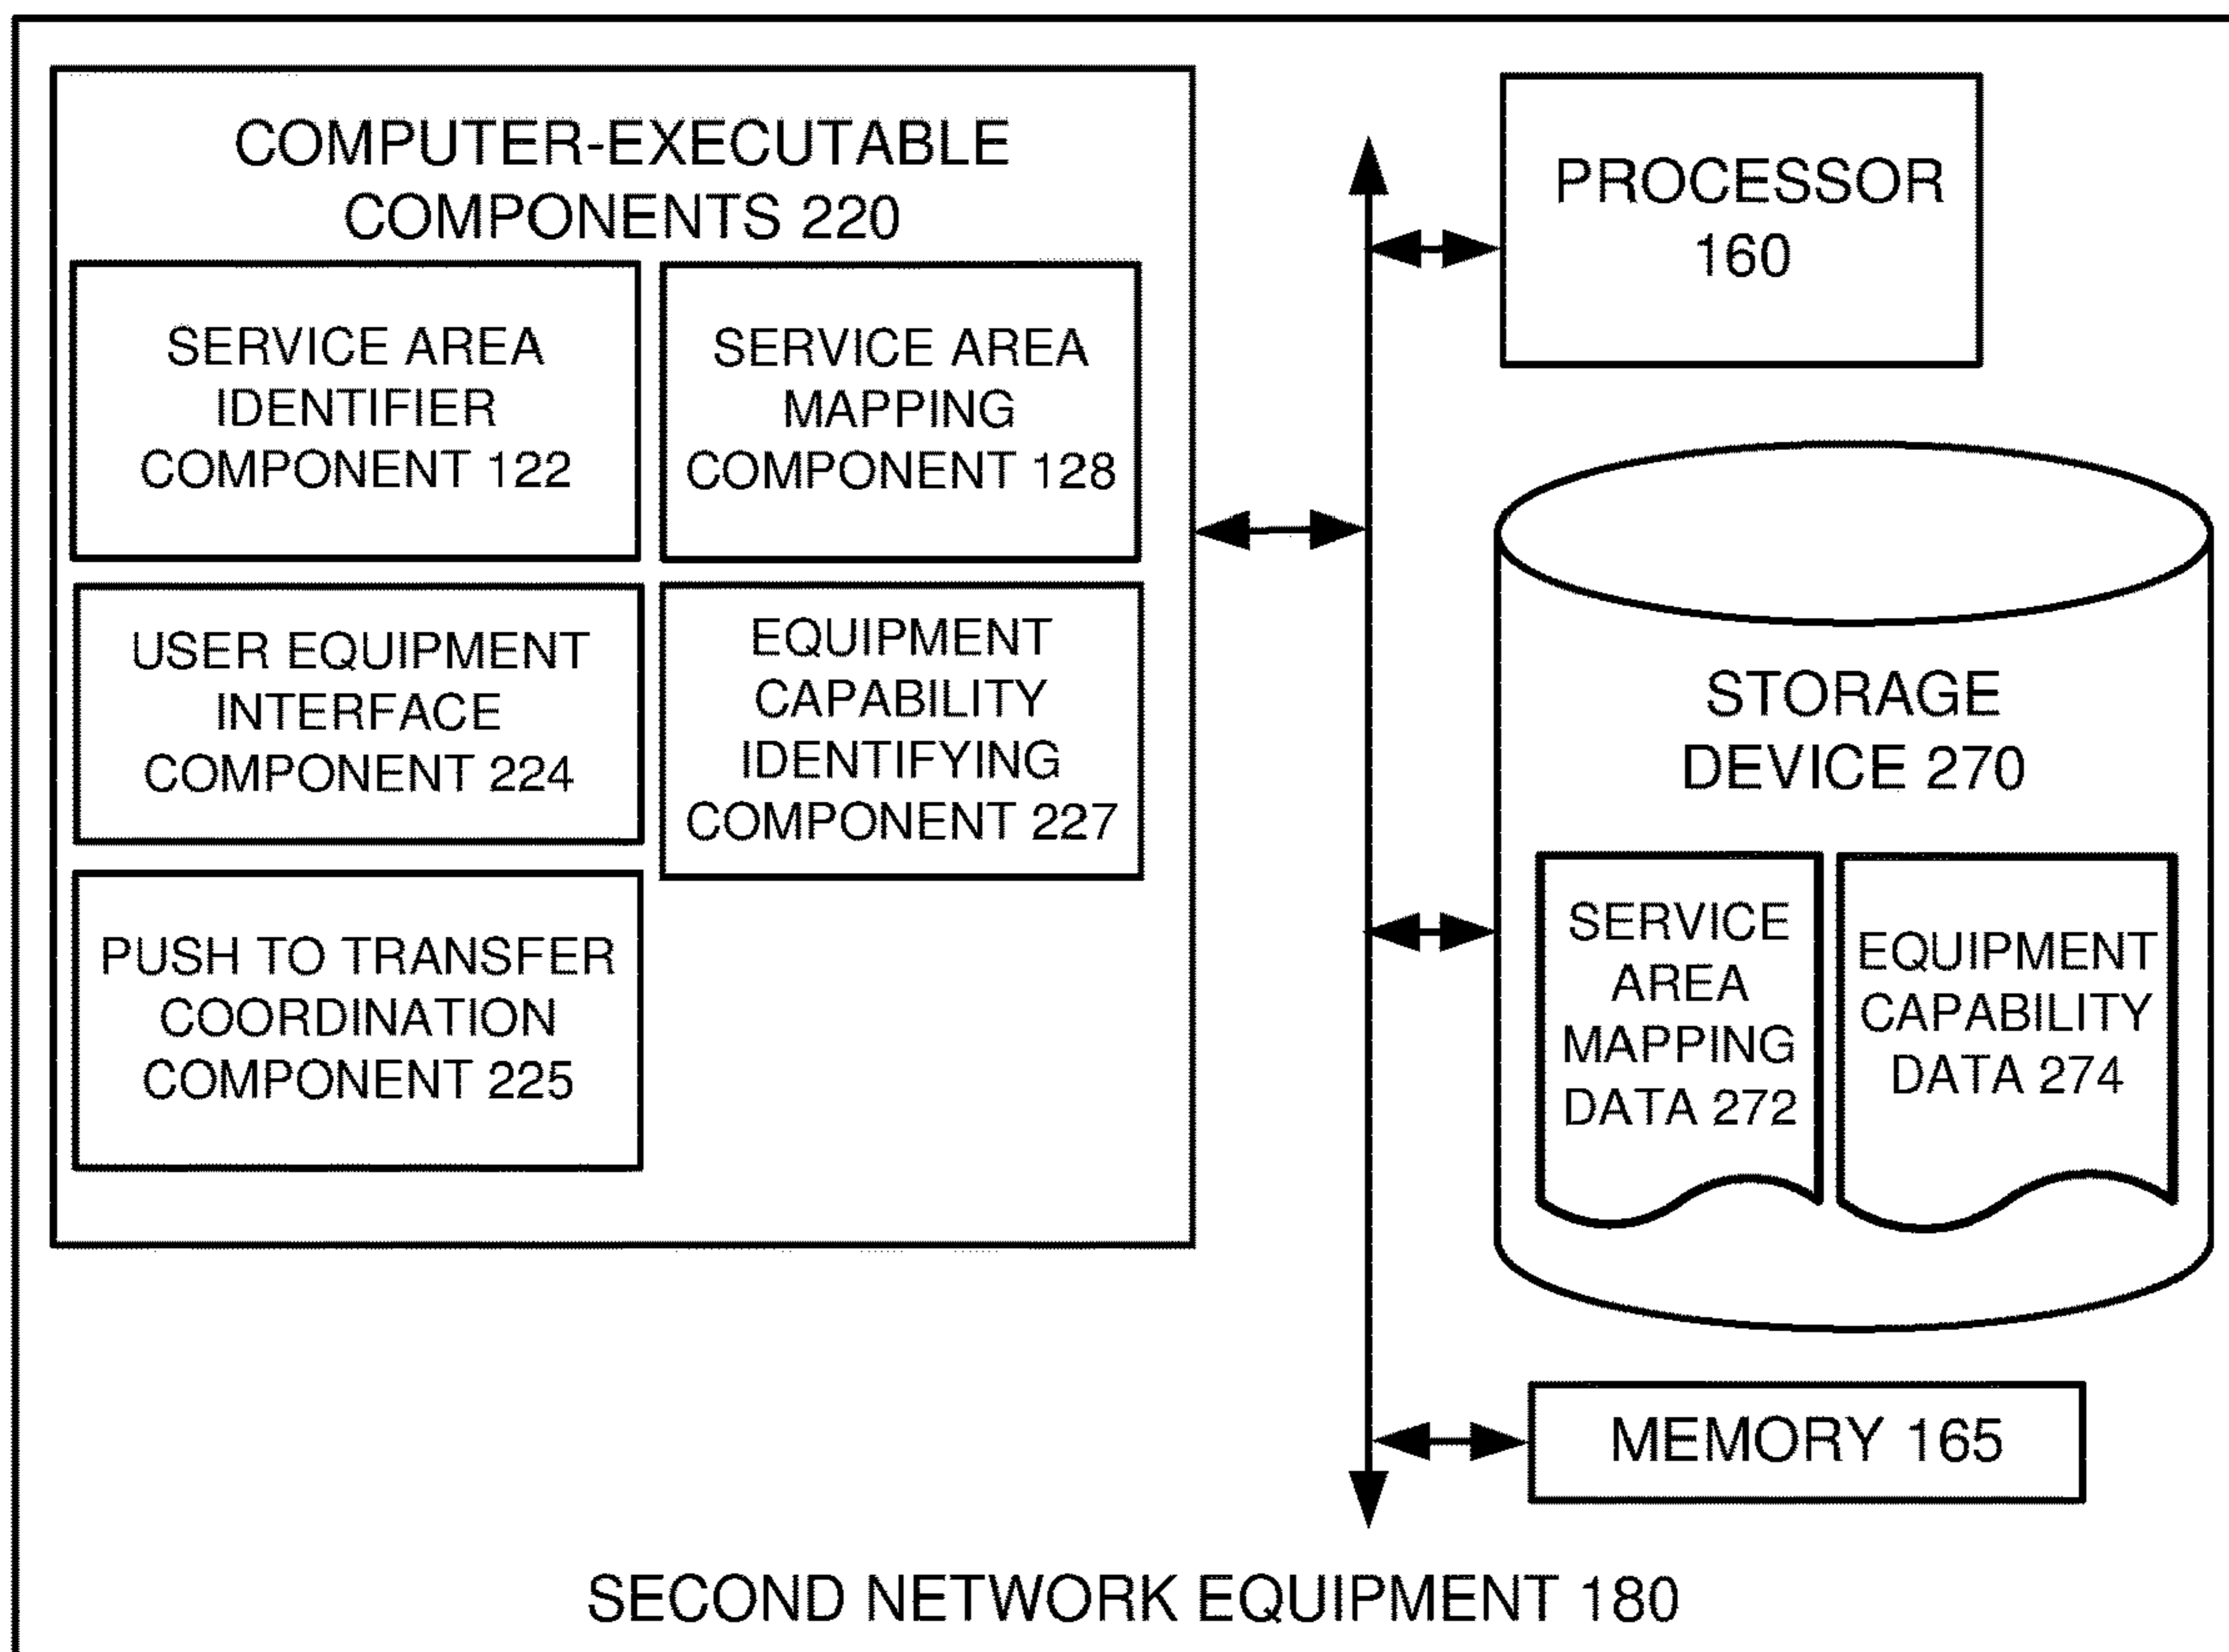 COMPUTER-EXECUTABLE
COMPONENTS 220
SERVICE AREA
IDENTIFIER
COMPONENT 122
SERVICE AREA
MAPPING
COMPONENT 128
USER EQUIPMENT
INTERFACE
COMPONENT 224
EQUIPMENT
CAPABILITY
IDENTIFYING
COMPONENT 227
PUSH TO TRANSFER
COORDINATION
COMPONENT 225
PROCESSOR
160
STORAGE
DEVICE 270
SERVICE
AREA
MAPPING
DATA 272
EQUIPMENT
CAPABILITY
DATA 274
MEMORY 165
SECOND NETWORK EQUIPMENT 180